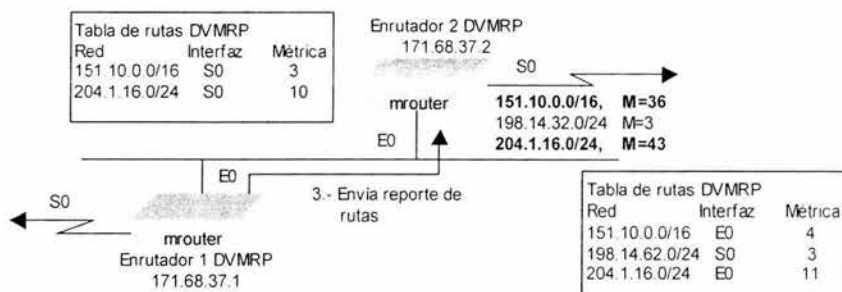 Tabla de rutas DVMRP
Red Interfaz Métrica
151.10.0.0/16 S0 3
204.1.16.0/24 S0 10
Enrutador 2 DVMRP
171.68.37.2
S0
mrouter
151.10.0.0/16, M=36
198.14.32.0/24 M=3
204.1.16.0/24, M=43
E0
E0
3.- Envia reporte de
rutas
S0
mrouter
Enrutador 1 DVMRP
171.68.37.1
Tabla de rutas DVMRP
Red Interfaz Métrica
151.10.0.0/16 E0 4
198.14.62.0/24 S0 3
204.1.16.0/24 E0 11